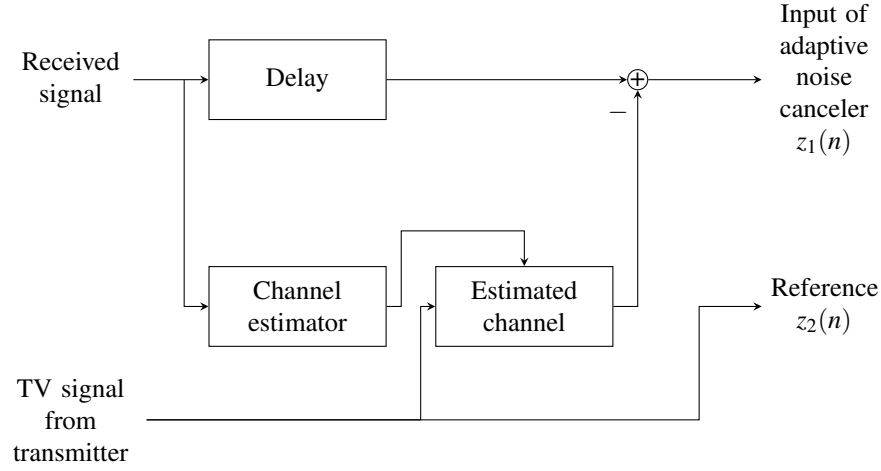 Received
signal
Delay
+
−
Input of
adaptive
noise
canceler
z₁(n)
Channel
estimator
Estimated
channel
Reference
z₂(n)
TV signal
from
transmitter